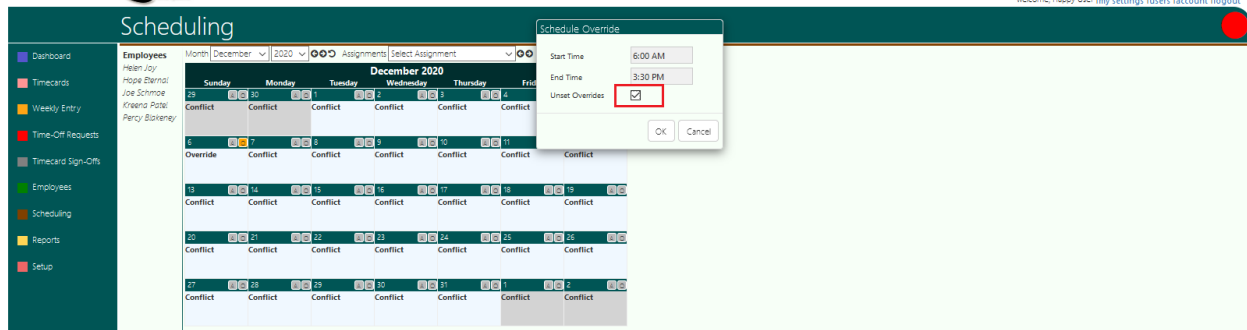 Welcome, Happy User my settings |users |account |logout
Scheduling
Dashboard
Timecards
Weekly Entry
Time-Off Requests
Timecard Sign-Offs
Employees
Scheduling
Reports
Setup
Employees
Helen Joy
Hope Eternal
Joe Schmoe
Kreena Patel
Percy Blakeney
Month December 2020 Assignments Select Assignment
December 2020
Sunday Monday Tuesday Wednesday Thursday Frid
29 30 1 2 3 4
Conflict Conflict Conflict Conflict Conflict Conflict
6 7 8 9 10 11
Override Conflict Conflict Conflict Conflict Conflict Conflict
13 14 15 16 17 18 19
Conflict Conflict Conflict Conflict Conflict Conflict Conflict
20 21 22 23 24 25 26
Conflict Conflict Conflict Conflict Conflict Conflict Conflict
27 28 29 30 31 1 2
Conflict Conflict Conflict Conflict Conflict Conflict Conflict
Schedule Override
Start Time 6:00 AM
End Time 3:30 PM
Unset Overrides
OK Cancel